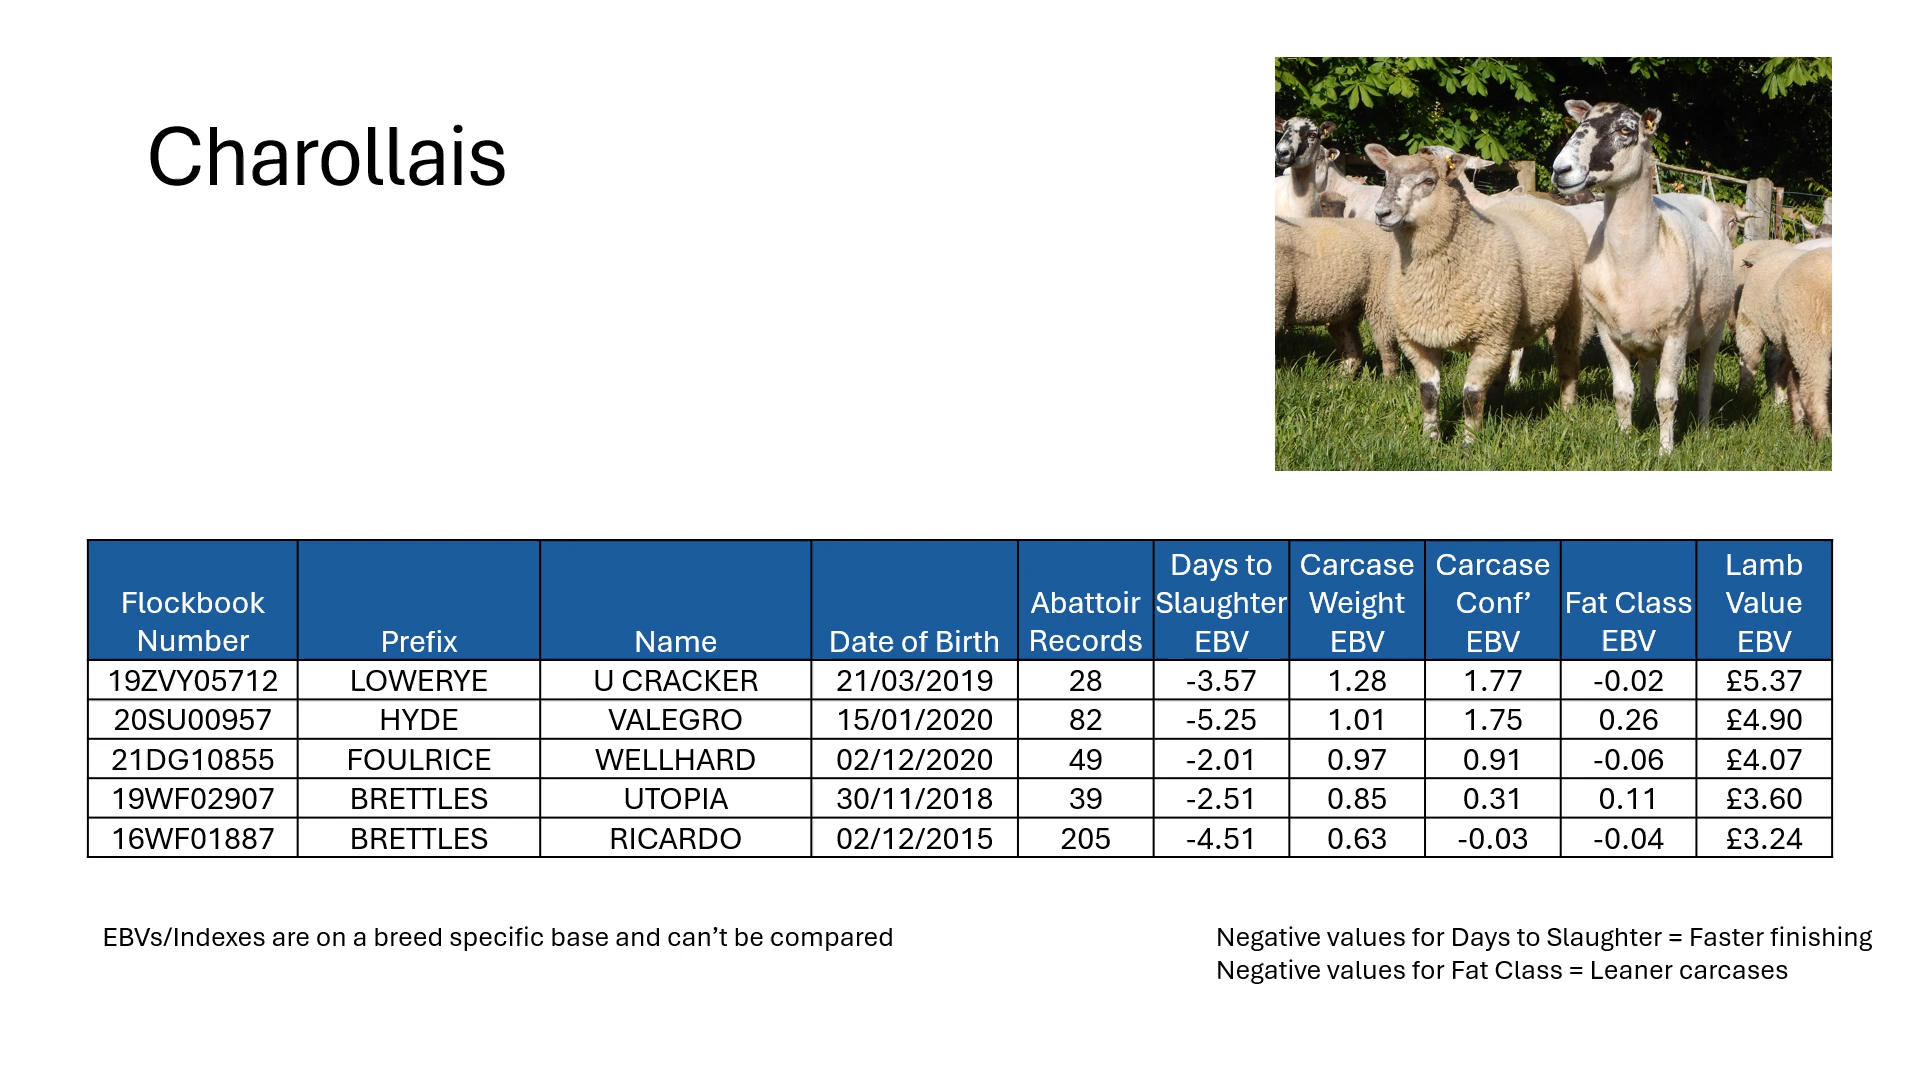 Charollais
Flockbook Number | Prefix | Name | Date of Birth | Abattoir Records | Days to Slaughter EBV | Carcase Weight EBV | Carcase Conf’ EBV | Fat Class EBV | Lamb Value EBV
19ZVY05712 | LOWERYE | U CRACKER | 21/03/2019 | 28 | -3.57 | 1.28 | 1.77 | -0.02 | £5.37
20SU00957 | HYDE | VALEGRO | 15/01/2020 | 82 | -5.25 | 1.01 | 1.75 | 0.26 | £4.90
21DG10855 | FOULRICE | WELLHARD | 02/12/2020 | 49 | -2.01 | 0.97 | 0.91 | -0.06 | £4.07
19WF02907 | BRETTLES | UTOPIA | 30/11/2018 | 39 | -2.51 | 0.85 | 0.31 | 0.11 | £3.60
16WF01887 | BRETTLES | RICARDO | 02/12/2015 | 205 | -4.51 | 0.63 | -0.03 | -0.04 | £3.24
EBVs/Indexes are on a breed specific base and can’t be compared
Negative values for Days to Slaughter = Faster finishing
Negative values for Fat Class = Leaner carcases